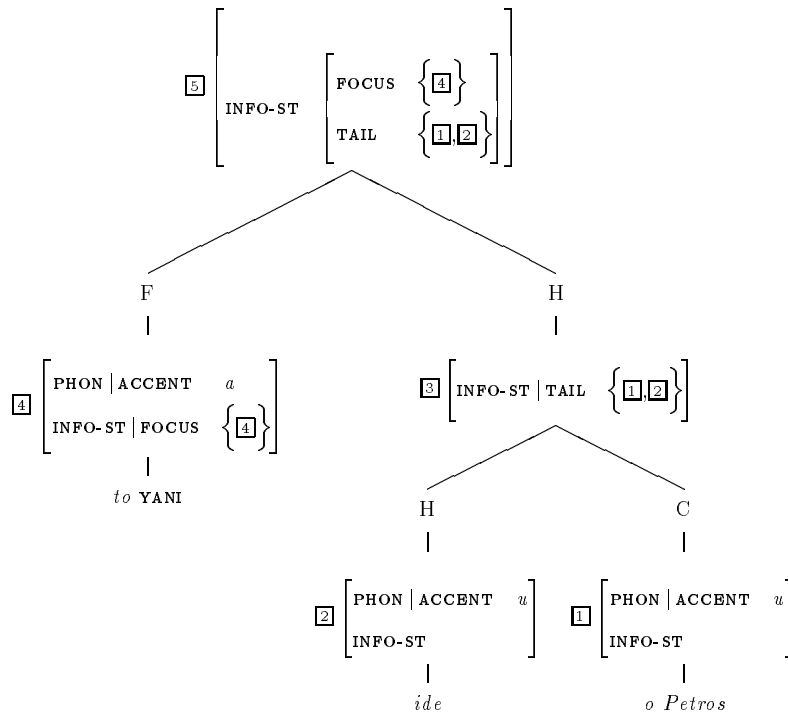 5 INFO-ST FOCUS {4}
TAIL {1,2}
F H
4 PHON | ACCENT a
INFO-ST | FOCUS {4}
3 INFO-ST | TAIL {1,2}
to YANI
H C
2 PHON | ACCENT u
INFO-ST
1 PHON | ACCENT u
INFO-ST
ide
o Petros